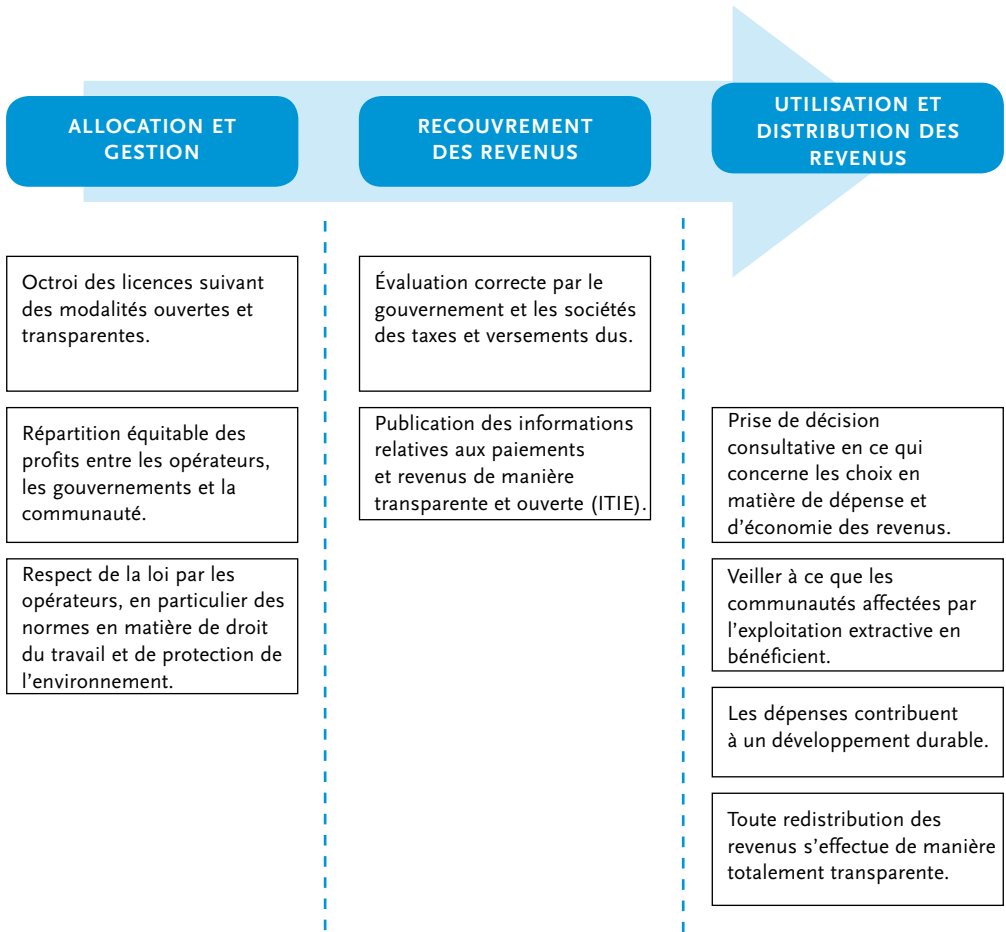 ALLOCATION ET
GESTION
Octroi des licences suivant
des modalités ouvertes et
transparentes.
Répartition équitable des
profits entre les opérateurs,
les gouvernements et la
communauté.
Respect de la loi par les
opérateurs, en particulier des
normes en matière de droit
du travail et de protection de
l'environnement.
RECOUVREMENT
DES REVENUS
Évaluation correcte par le
gouvernement et les sociétés
des taxes et versements dus.
Publication des informations
relatives aux paiements
et revenus de manière
transparente et ouverte (ITIE).
UTILISATION ET
DISTRIBUTION DES
REVENUS
Prise de décision
consultative en ce qui
concerne les choix en
matière de dépense et
d'économie des revenus.
Veiller à ce que les
communautés affectées par
l'exploitation extractive en
bénéficient.
Les dépenses contribuent
à un développement durable.
Toute redistribution des
revenus s'effectue de manière
totalement transparente.